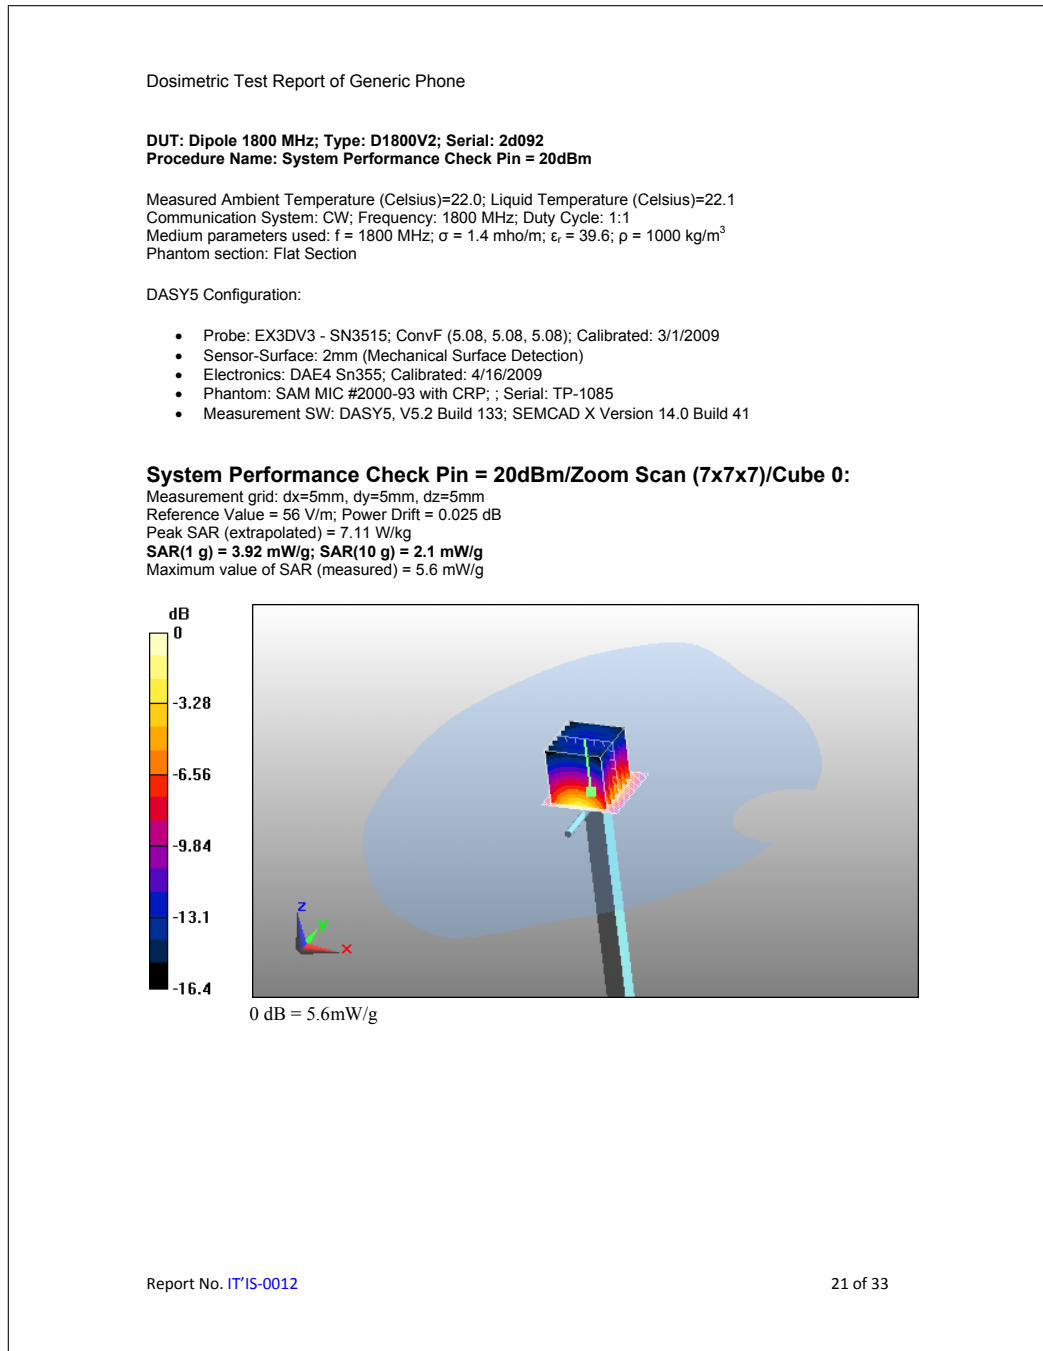 Dosimetric Test Report of Generic Phone
DUT: Dipole 1800 MHz; Type: D1800V2; Serial: 2d092
Procedure Name: System Performance Check Pin = 20dBm
Measured Ambient Temperature (Celsius)=22.0; Liquid Temperature (Celsius)=22.1
Communication System: CW; Frequency: 1800 MHz; Duty Cycle: 1:1
Medium parameters used: f = 1800 MHz; σ = 1.4 mho/m; εr = 39.6; ρ = 1000 kg/m³
Phantom section: Flat Section
DASY5 Configuration:
• Probe: EX3DV3 - SN3515; ConvF (5.08, 5.08, 5.08); Calibrated: 3/1/2009
• Sensor-Surface: 2mm (Mechanical Surface Detection)
• Electronics: DAE4 Sn355; Calibrated: 4/16/2009
• Phantom: SAM MIC #2000-93 with CRP; ; Serial: TP-1085
• Measurement SW: DASY5, V5.2 Build 133; SEMCAD X Version 14.0 Build 41
System Performance Check Pin = 20dBm/Zoom Scan (7x7x7)/Cube 0:
Measurement grid: dx=5mm, dy=5mm, dz=5mm
Reference Value = 56 V/m; Power Drift = 0.025 dB
Peak SAR (extrapolated) = 7.11 W/kg
SAR(1 g) = 3.92 mW/g; SAR(10 g) = 2.1 mW/g
Maximum value of SAR (measured) = 5.6 mW/g
dB
0
-3.28
-6.56
-9.84
-13.1
-16.4
z
y
x
0 dB = 5.6mW/g
Report No. IT'IS-0012 21 of 33